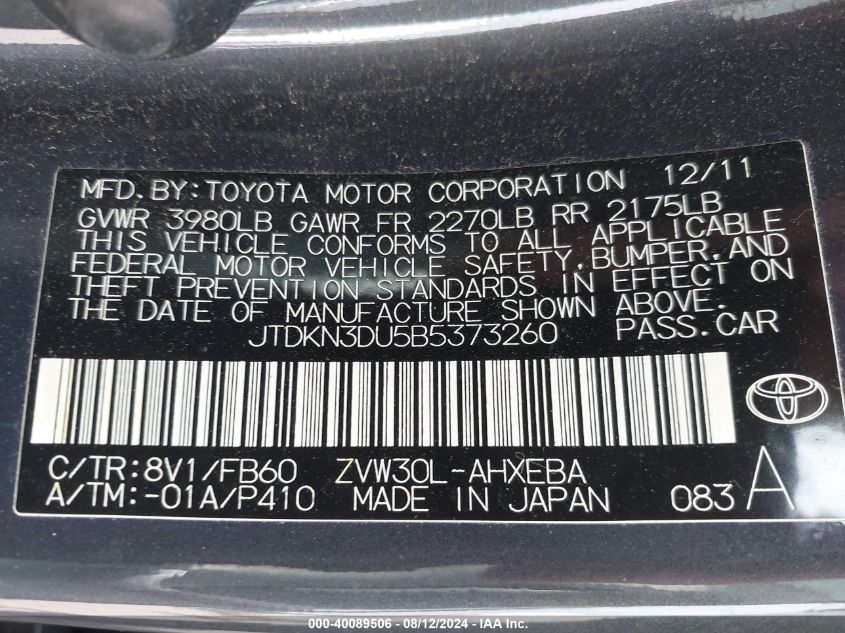 MFD. BY: TOYOTA MOTOR CORPORATION 12/11
GVWR 3980LB GAWR FR 2270LB RR 2175LB
THIS VEHICLE CONFORMS TO ALL APPLICABLE
FEDERAL MOTOR VEHICLE SAFETY, BUMPER, AND
THEFT PREVENTION STANDARDS IN EFFECT ON
THE DATE OF MANUFACTURE SHOWN ABOVE.
JTDKN3DU5B5373260 PASS. CAR
C/TR: 8V1/FB60 ZVW30L-AHXEBA
A/TM: -01A/P410 MADE IN JAPAN 083 A
000-40089506 - 08/12/2024 - IAA Inc.